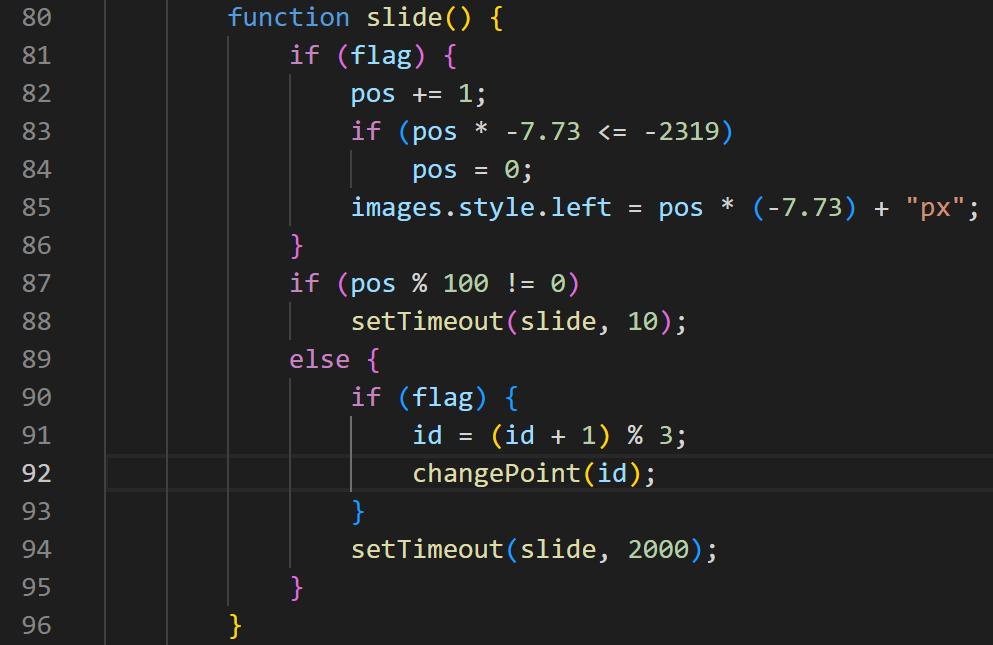 80 function slide() {
81 if (flag) {
82 pos += 1;
83 if (pos * -7.73 <= -2319)
84 pos = 0;
85 images.style.left = pos * (-7.73) + "px";
86 }
87 if (pos % 100 != 0)
88 setTimeout(slide, 10);
89 else {
90 if (flag) {
91 id = (id + 1) % 3;
92 changePoint(id);
93 }
94 setTimeout(slide, 2000);
95 }
96 }